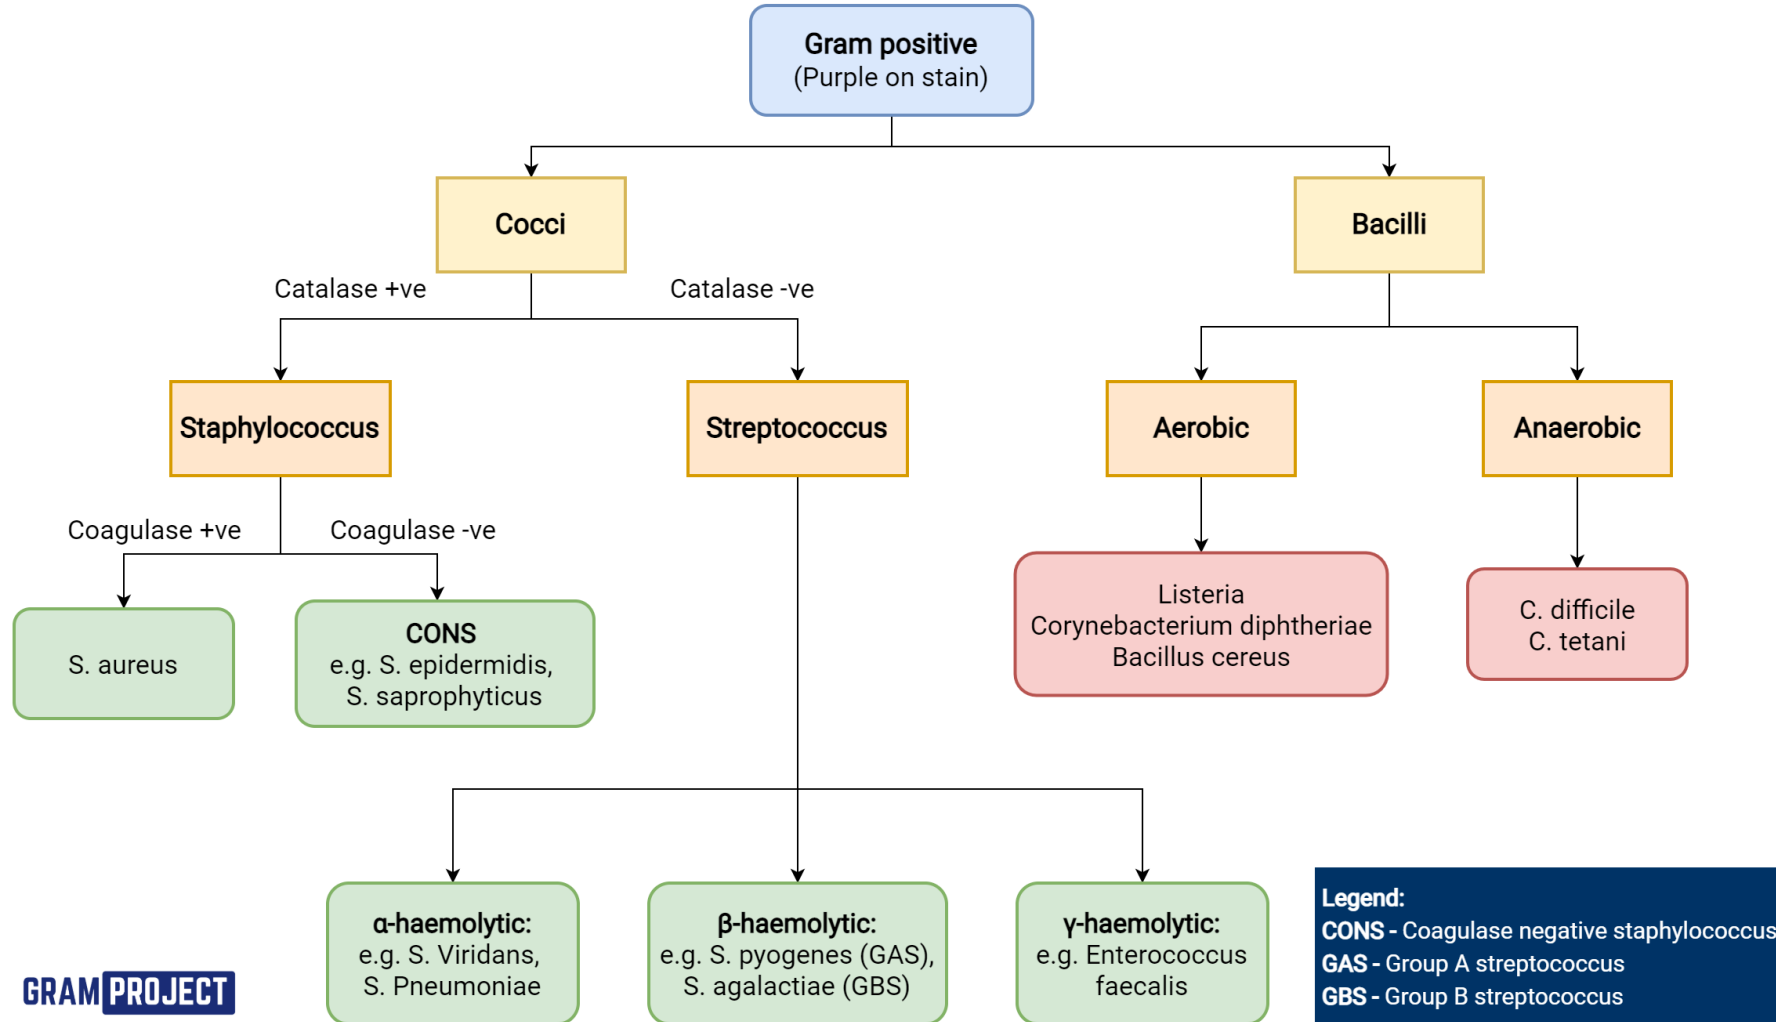 Gram positive
(Purple on stain)
Cocci
Bacilli
Catalase +ve
Catalase -ve
Staphylococcus
Streptococcus
Aerobic
Anaerobic
Coagulase +ve
Coagulase -ve
S. aureus
CONS
e.g. S. epidermidis,
S. saprophyticus
Listeria
Corynebacterium diphtheriae
Bacillus cereus
C. difficile
C. tetani
α-haemolytic:
e.g. S. Viridans,
S. Pneumoniae
β-haemolytic:
e.g. S. pyogenes (GAS),
S. agalactiae (GBS)
γ-haemolytic:
e.g. Enterococcus
faecalis
Legend:
CONS - Coagulase negative staphylococcus
GAS - Group A streptococcus
GBS - Group B streptococcus
GRAM PROJECT